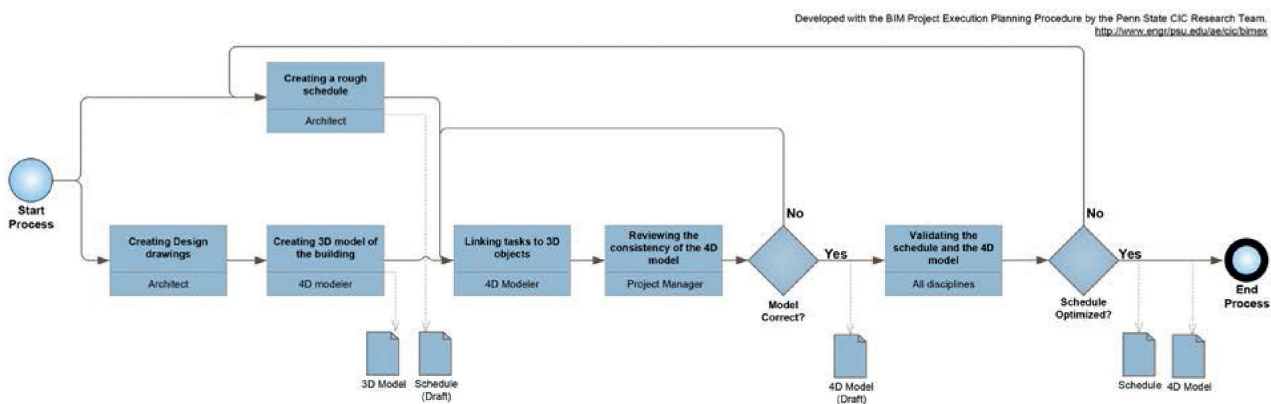 Developed with the BIM Project Execution Planning Procedure by the Penn State CIC Research Team.
http://www.engr/psu.edu/ae/cic/bimex
Creating a rough
schedule
Architect
Start
Process
No
No
Creating Design
drawings
Architect
Creating 3D model of
the building
4D modeler
Linking tasks to 3D
objects
4D Modeler
Reviewing the
consistency of the 4D
model
Project Manager
Model
Correct?
Yes
Validating the
schedule and the 4D
model
All disciplines
Schedule
Optimized?
Yes
End
Process
3D Model
Schedule
(Draft)
4D Model
(Draft)
Schedule
4D Model